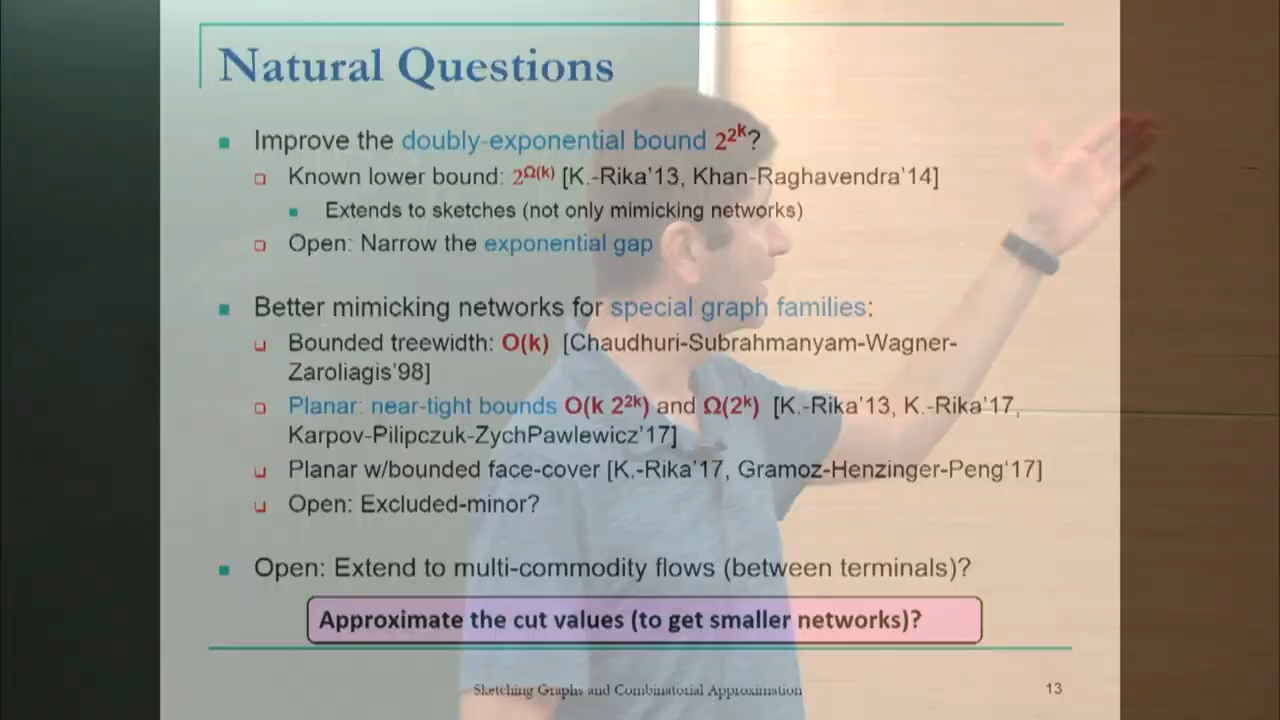 Natural Questions
Improve the doubly-exponential bound 2^2^k?
Known lower bound: 2^Ω(k) [K.-Rika'13, Khan-Raghavendra'14]
Extends to sketches (not only mimicking networks)
Open: Narrow the exponential gap
Better mimicking networks for special graph families:
Bounded treewidth: O(k) [Chaudhuri-Subrahmanyam-Wagner-
Zaroliagis'98]
Planar: near-tight bounds O(k 2^2k) and Ω(2^k) [K.-Rika'13, K.-Rika'17,
Karpov-Pilipczuk-ZychPawlewicz'17]
Planar w/bounded face-cover [K.-Rika'17, Gramoz-Henzinger-Peng'17]
Open: Excluded-minor?
Open: Extend to multi-commodity flows (between terminals)?
Approximate the cut values (to get smaller networks)?
Sketching Graphs and Combinatorial Approximation
13